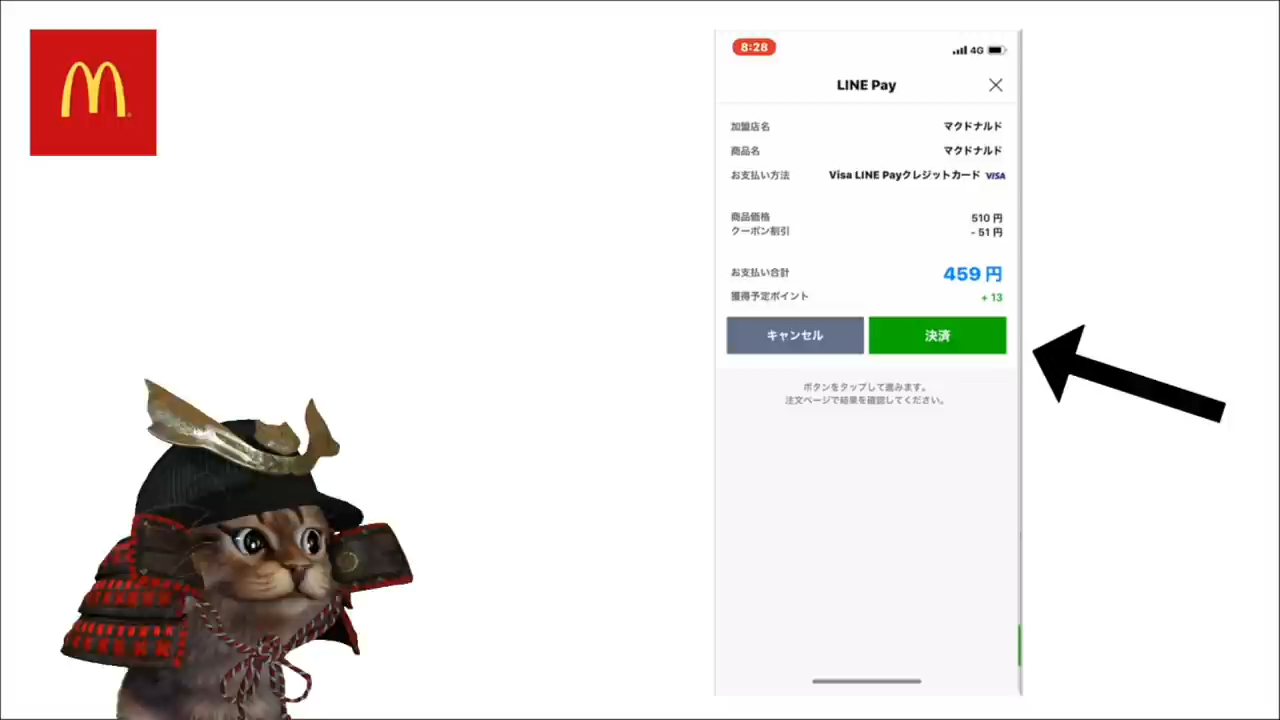 8:28
4G
LINE Pay
加盟店名 マクドナルド
商品名 マクドナルド
お支払い方法 Visa LINE Payクレジットカード VISA
商品価格 510 円
クーポン割引 - 51 円
お支払い合計 459 円
獲得予定ポイント + 13
キャンセル 決済
ボタンをタップして進みます。
注文ページで結果を確認してください。